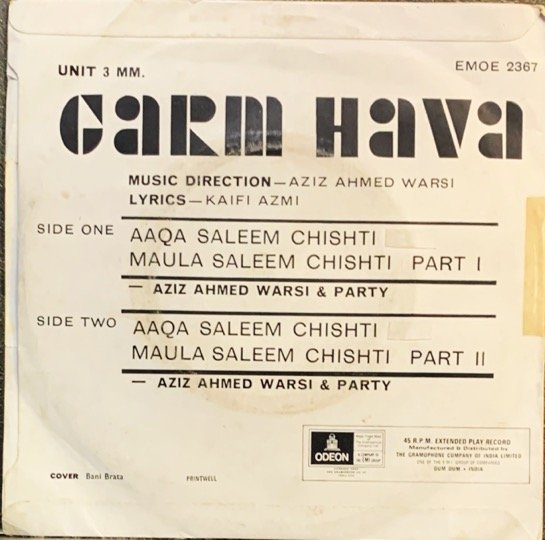 UNIT 3 MM.
EMOE 2367
GARM HAVA
MUSIC DIRECTION—AZIZ AHMED WARSI
LYRICS—KAIFI AZMI
SIDE ONE
AAQA SALEEM CHISHTI
MAULA SALEEM CHISHTI PART I
— AZIZ AHMED WARSI & PARTY
SIDE TWO
AAQA SALEEM CHISHTI
MAULA SALEEM CHISHTI PART II
— AZIZ AHMED WARSI & PARTY
ODEON
45 R.P.M. EXTENDED PLAY RECORD
Manufactured & Distributed by
THE GRAMOPHONE COMPANY OF INDIA LIMITED
DUM DUM • INDIA
COVER Bani Brata
PRINTWELL